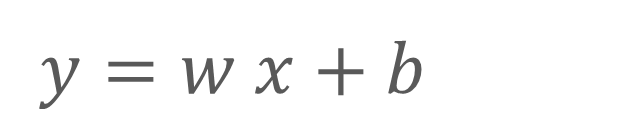 y = w x + b